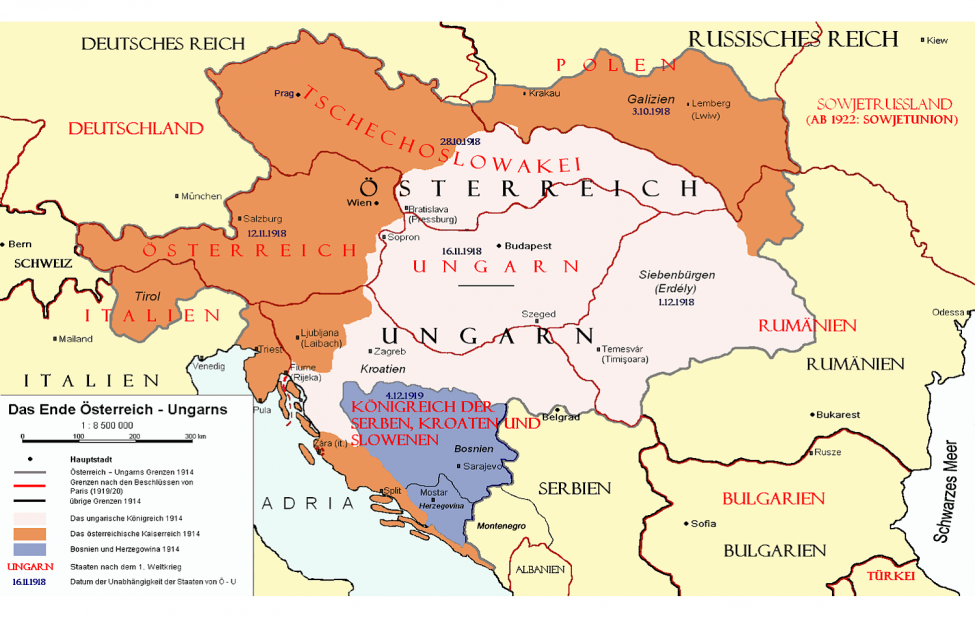 DEUTSCHES REICH
RUSSISCHES REICH
Kiew
POLEN
Krakau
Galizien
3.10.1918
Lemberg
(Lwiw)
SOWJETRUSSLAND
(AB 1922: SOWJETUNION)
Prag
TSCHECHOSLOWAKEI
28.10.1918
DEUTSCHLAND
München
ÖSTERREICH
Wien
Bratislava
(Pressburg)
Salzburg
12.11.1918
ÖSTERREICH
Sopron
16.11.1918
Budapest
UNGARN
Bern
SCHWEIZ
Siebenbürgen
(Erdély)
1.12.1918
Tirol
ITALIEN
Szeged
Odessa
RUMÄNIEN
UNGARN
Mailand
Ljubljana
(Laibach)
Triest
Zagreb
Temesvár
(Timişoara)
Venedig
Fiume
(Rijeka)
Kroatien
RUMÄNIEN
ITALIEN
4.12.1919
KÖNIGREICH DER
SERBEN, KROATEN UND
SLOWENEN
Pula
Belgrad
Bukarest
Zára (it.)
Bosnien
Sarajevo
Rusze
ADRIA
Split
Mostar
Herzegovina
SERBIEN
BULGARIEN
Montenegro
Sofia
BULGARIEN
Schwarzes Meer
ALBANIEN
TÜRKEI
Das Ende Österreich - Ungarns
1 : 8 500 000
0 100 200 300 km
Hauptstadt
Österreich - Ungarns Grenzen 1914
Grenzen nach den Beschlüssen von
Paris (1919/20)
übrige Grenzen 1914
Das ungarische Königreich 1914
Das österreichische Kaiserreich 1914
Bosnien und Herzegowina 1914
UNGARN Staaten nach dem 1. Weltkrieg
16.11.1918 Datum der Unabhängigkeit der Staaten von Ö - U